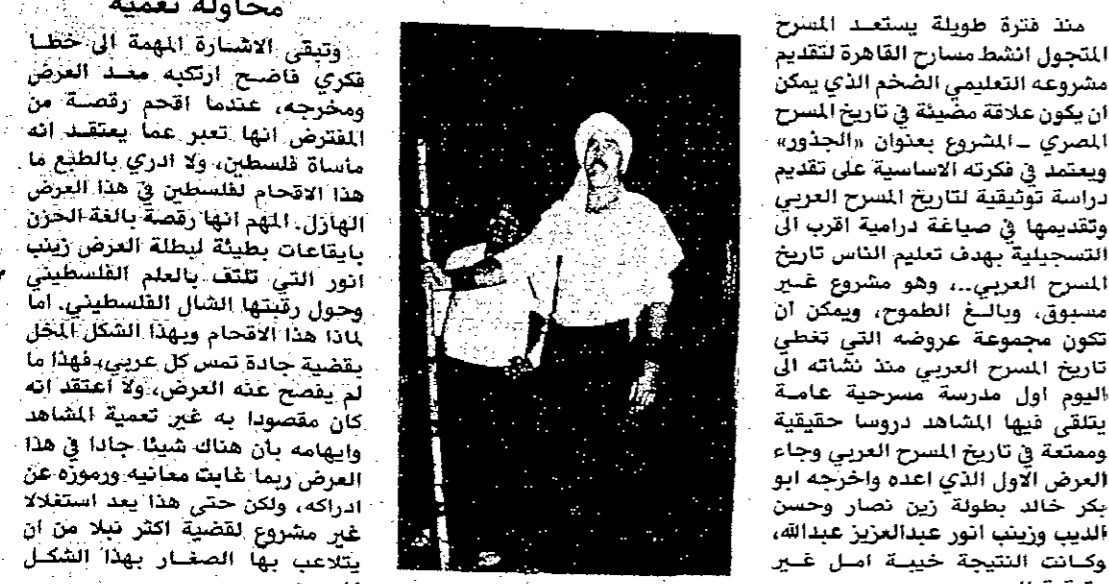 منذ فترة طويلة يستعد المسرح
المتجول انشط مسارح القاهرة لتقديم
مشروعه التعليمي الضخم الذي يمكن
ان يكون علاقة مضيئة في تاريخ المسرح
المصري ــ المشروع بعنوان «الجذور»
ويعتمد في فكرته الاساسية على تقديم
دراسة توثيقية لتاريخ المسرح العربي
وتقديمها في صياغة درامية اقرب الى
التسجيلية بهدف تعليم الناس تاريخ
المسرح العربي..، وهو مشروع غير
مسبوق، وبالغ الطموح، ويمكن ان
تكون مجموعة عروضه التي تغطي
تاريخ المسرح العربي منذ نشاته الى
اليوم اول مدرسة مسرحية عامة
يتلقى فيها المشاهد دروسا حقيقية
وممتعة في تاريخ المسرح العربي وجاء
العرض الاول الذي اعده واخرجه ابو
بكر خالد بطولة زين نصار وحسن
الديب وزينب انور عبدالعزيز عبدالله،
وكانت النتيجة خيبة امل غير
محاولة تعمية
وتبقى الاشارة المهمة الى خطا
فكري فاضح ارتكبه معد العرض
ومخرجه، عندما اقحم رقصة من
المفترض انها تعبر عما يعتقد انه
ماساة فلسطين، ولا ادري بالطبع ما
هذا الاقحام لفلسطين في هذا العرض
الهازل. المهم انها رقصة بالغة الحزن
بايقاعات بطيئة لبطلة العرض زينب
انور التي تلتف بالعلم الفلسطيني
وحول رقبتها الشال الفلسطيني. اما
لماذا هذا الاقحام وبهذا الشكل المخل
بقضية جادة تمس كل عربي، فهذا ما
لم يفصح عنه العرض، ولا اعتقد انه
كان مقصودا به غير تعمية المشاهد
وايهامه بان هناك شيئا جادا في هذا
العرض ربما غابت معانيه ورموزه عن
ادراكه، ولكن حتى هذا يعد استغلالا
غير مشروع لقضية اكثر نبلا من ان
يتلاعب بها الصغار بهذا الشكل